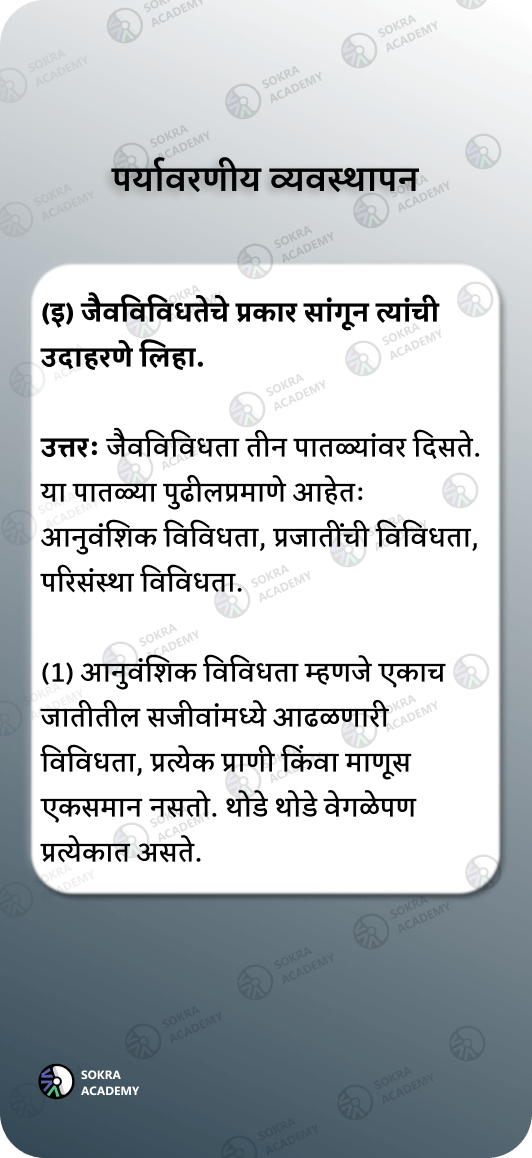 पर्यावरणीय व्यवस्थापन
(इ) जैवविविधतेचे प्रकार सांगून त्यांची
उदाहरणे लिहा.
उत्तरः जैवविविधता तीन पातळ्यांवर दिसते.
या पातळ्या पुढीलप्रमाणे आहेतः
आनुवंशिक विविधता, प्रजातींची विविधता,
परिसंस्था विविधता.
(1) आनुवंशिक विविधता म्हणजे एकाच
जातीतील सजीवांमध्ये आढळणारी
विविधता, प्रत्येक प्राणी किंवा माणूस
एकसमान नसतो. थोडे थोडे वेगळेपण
प्रत्येकात असते.
SOKRA
ACADEMY